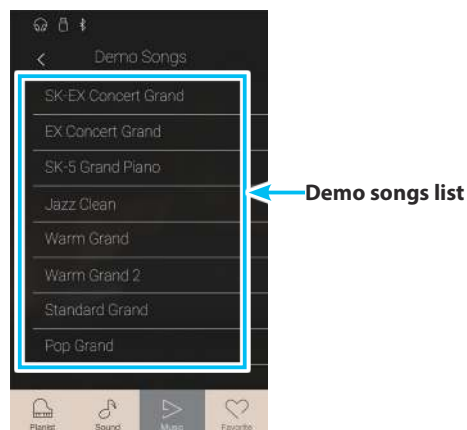 Demo Songs
SK-EX Concert Grand
EX Concert Grand
SK-5 Grand Piano
Jazz Clean
Demo songs list
Warm Grand
Warm Grand 2
Standard Grand
Pop Grand
Pianist Sound Music Favorite